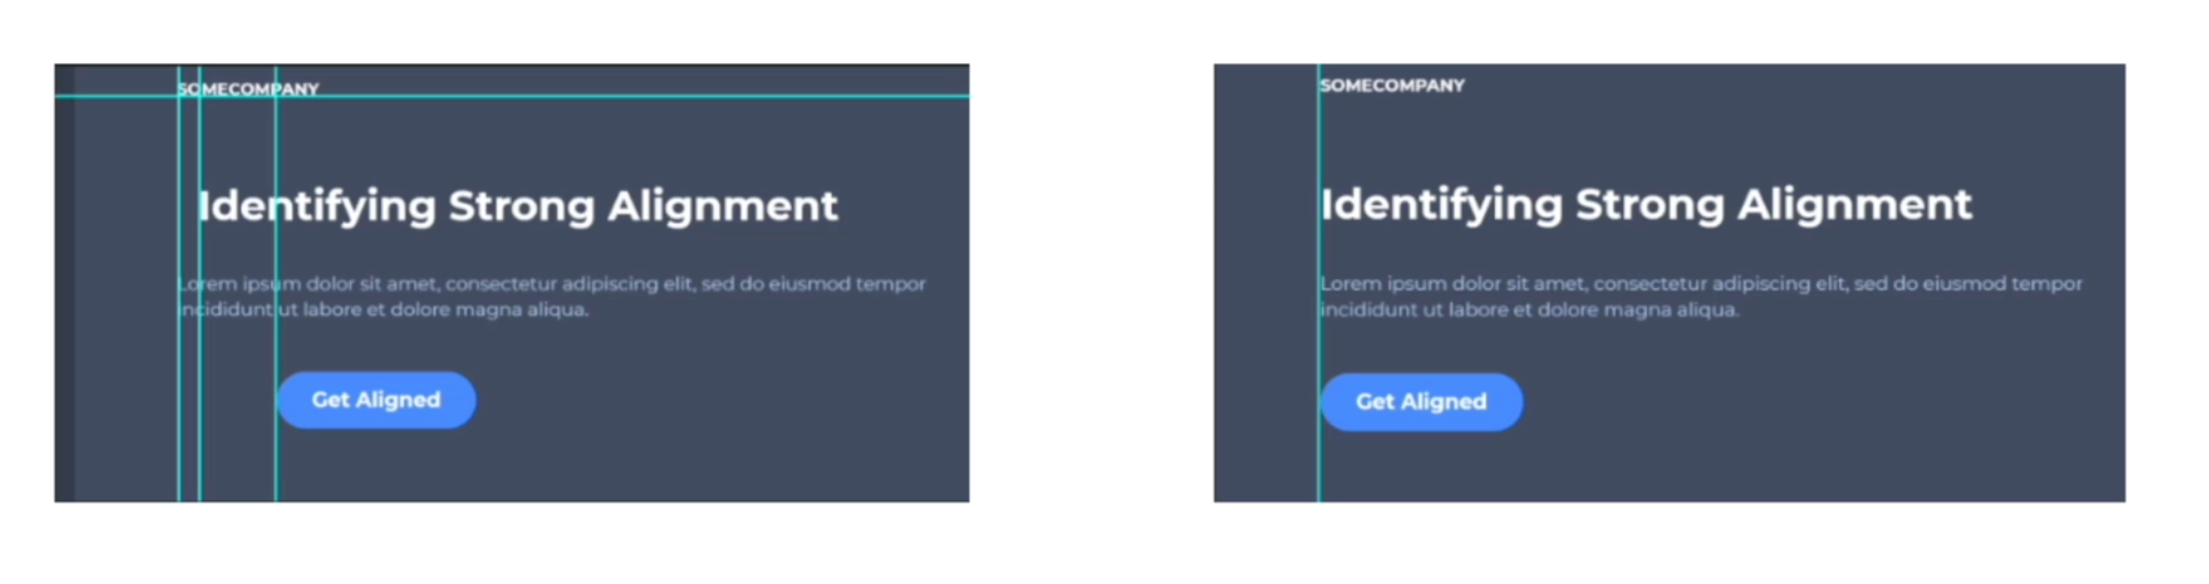 SOMECOMPANY
Identifying Strong Alignment
Lorem ipsum dolor sit amet, consectetur adipiscing elit, sed do eiusmod tempor
incididunt ut labore et dolore magna aliqua.
Get Aligned
SOMECOMPANY
Identifying Strong Alignment
Lorem ipsum dolor sit amet, consectetur adipiscing elit, sed do eiusmod tempor
incididunt ut labore et dolore magna aliqua.
Get Aligned